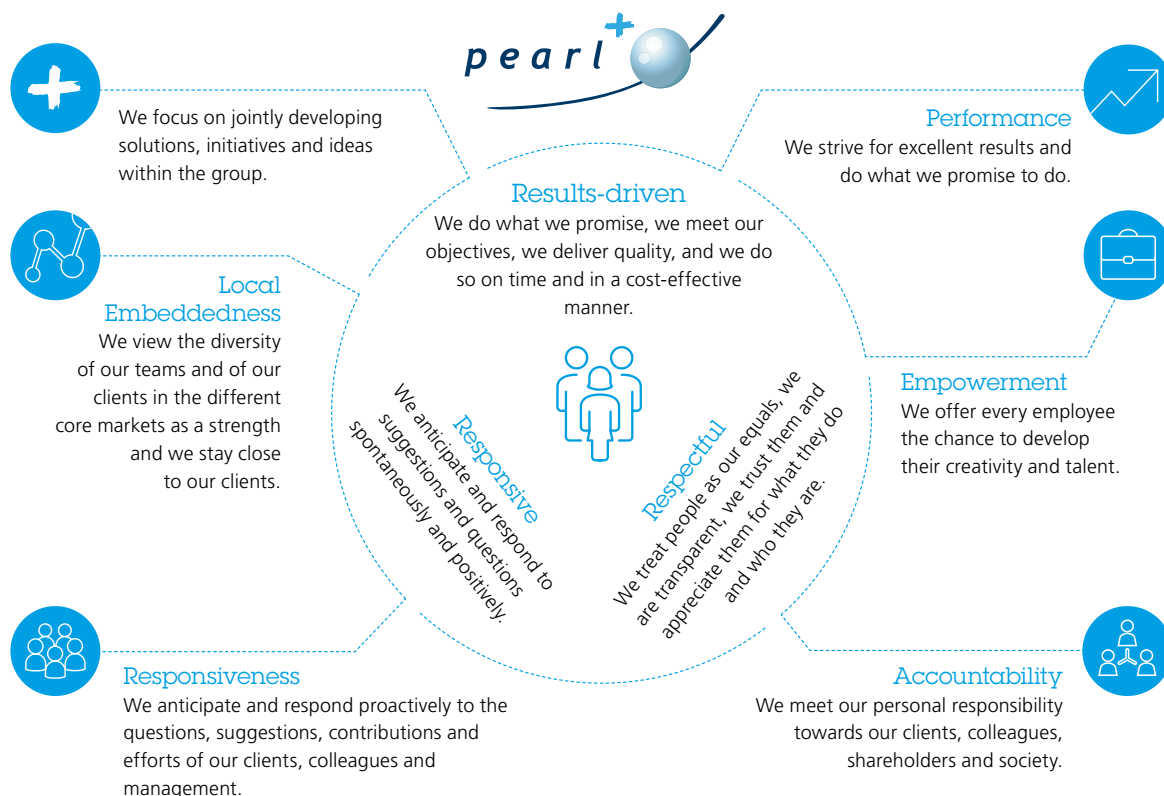 pearl+
We focus on jointly developing
solutions, initiatives and ideas
within the group.
Performance
We strive for excellent results and
do what we promise to do.
Results-driven
We do what we promise, we meet our
objectives, we deliver quality, and we do
so on time and in a cost-effective
manner.
Local
Embeddedness
We view the diversity
of our teams and of our
clients in the different
core markets as a strength
and we stay close
to our clients.
Empowerment
We offer every employee
the chance to develop
their creativity and talent.
Responsive
We anticipate and respond to
suggestions and questions
spontaneously and positively.
Respectful
We treat people as our equals, we
are transparent, we trust them and
appreciate them for what they do
and who they are.
Responsiveness
We anticipate and respond proactively to the
questions, suggestions, contributions and
efforts of our clients, colleagues and
management.
Accountability
We meet our personal responsibility
towards our clients, colleagues,
shareholders and society.